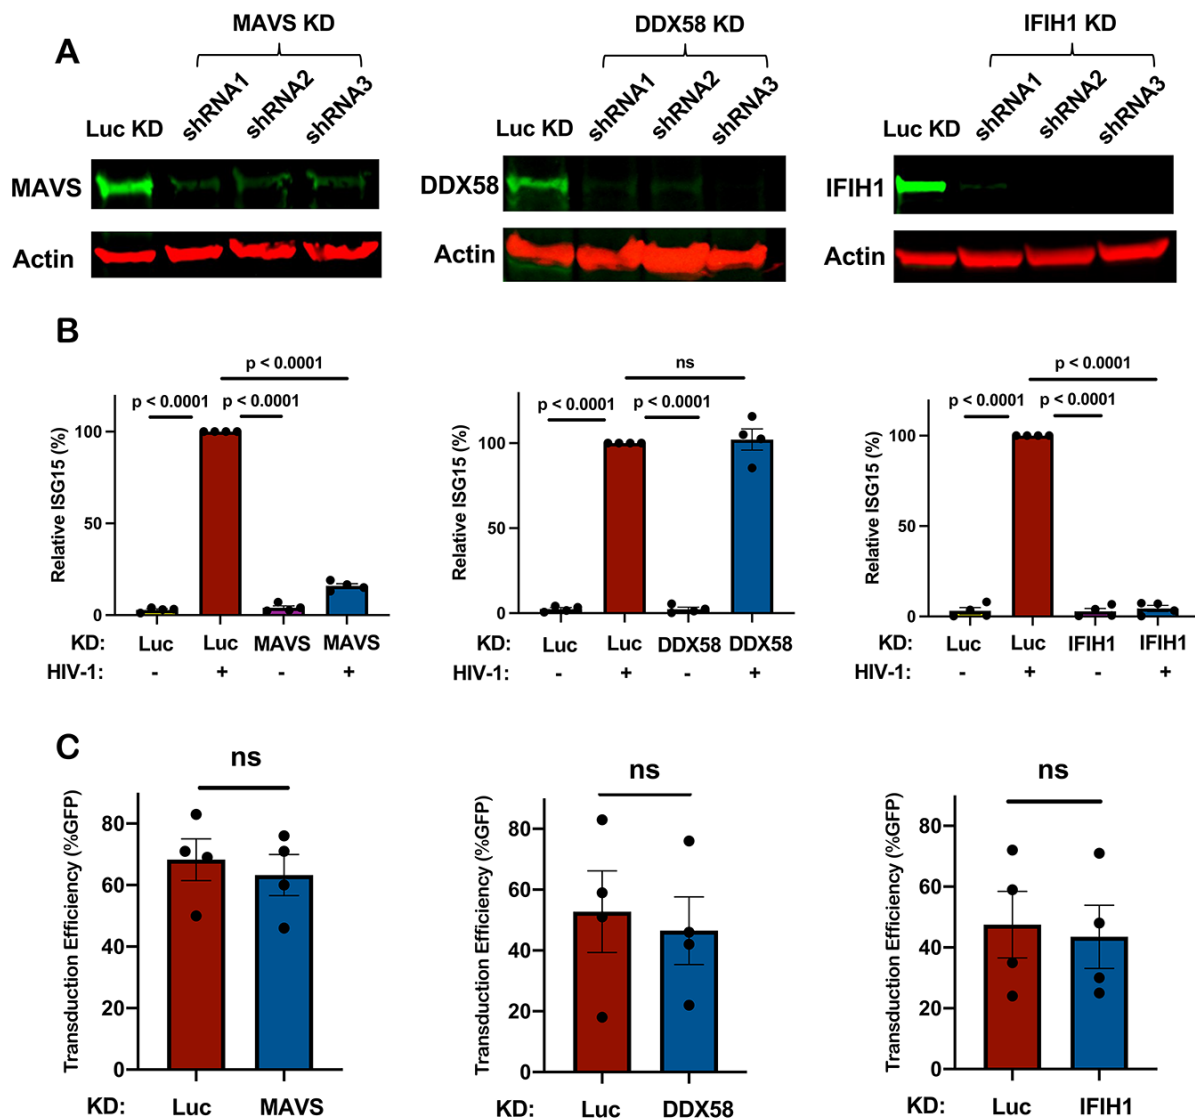 A
MAVS KD
shRNA1 shRNA2 shRNA3
Luc KD
MAVS
Actin
DDX58 KD
shRNA1 shRNA2 shRNA3
Luc KD
DDX58
Actin
IFIH1 KD
shRNA1 shRNA2 shRNA3
Luc KD
IFIH1
Actin
B
p < 0.0001
p < 0.0001 p < 0.0001
Relative ISG15 (%)
100
50
0
KD: Luc Luc MAVS MAVS
HIV-1: - + - +
ns
p < 0.0001 p < 0.0001
Relative ISG15 (%)
100
50
0
KD: Luc Luc DDX58 DDX58
HIV-1: - + - +
p < 0.0001
p < 0.0001 p < 0.0001
Relative ISG15 (%)
100
50
0
KD: Luc Luc IFIH1 IFIH1
HIV-1: - + - +
C
ns
Transduction Efficiency (%GFP)
80
60
40
20
0
KD: Luc MAVS
ns
Transduction Efficiency (%GFP)
80
60
40
20
0
KD: Luc DDX58
ns
Transduction Efficiency (%GFP)
80
60
40
20
0
KD: Luc IFIH1